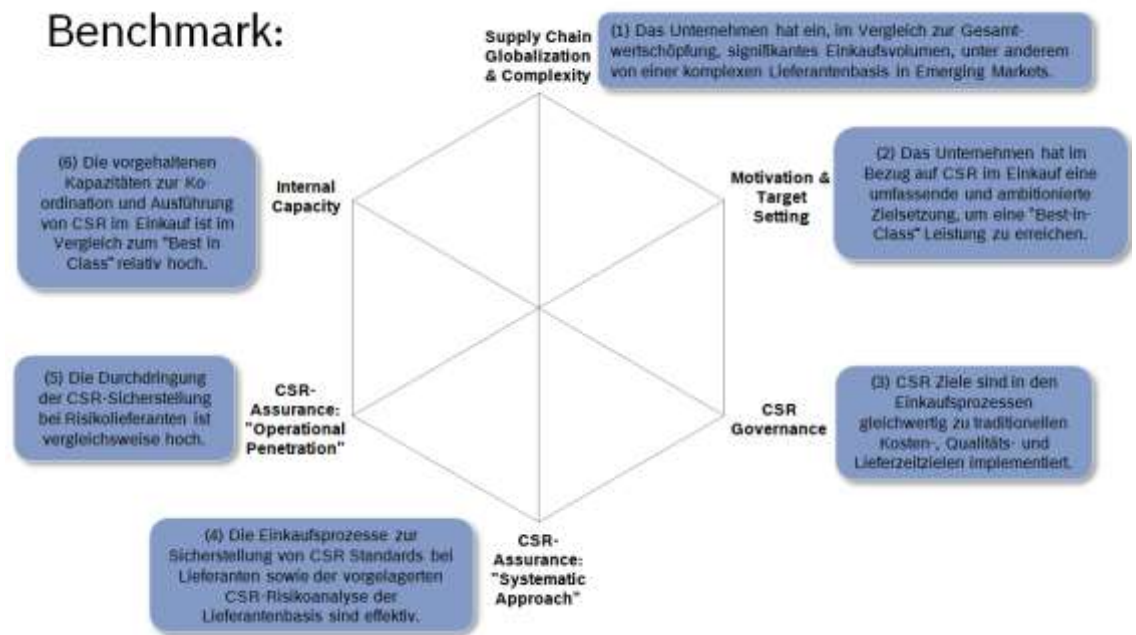 Benchmark:
Supply Chain
Globalization
& Complexity
(1) Das Unternehmen hat ein, im Vergleich zur Gesamt-
wertschöpfung, signifikantes Einkaufsvolumen, unter anderem
von einer komplexen Lieferantenbasis in Emerging Markets.
Motivation &
Target
Setting
(2) Das Unternehmen hat im
Bezug auf CSR im Einkauf eine
umfassende und ambitionierte
Zielsetzung, um eine "Best-in-
Class" Leistung zu erreichen.
CSR
Governance
(3) CSR Ziele sind in den
Einkaufsprozessen
gleichwertig zu traditionellen
Kosten-, Qualitäts- und
Lieferzeitzielen implementiert.
CSR-
Assurance:
"Systematic
Approach"
(4) Die Einkaufsprozesse zur
Sicherstellung von CSR Standards bei
Lieferanten sowie der vorgelagerten
CSR-Risikoanalyse der
Lieferantenbasis sind effektiv.
CSR-
Assurance:
"Operational
Penetration"
(5) Die Durchdringung
der CSR-Sicherstellung
bei Risikolieferanten ist
vergleichsweise hoch.
Internal
Capacity
(6) Die vorgehaltenen
Kapazitäten zur Ko-
ordination und Ausführung
von CSR im Einkauf ist im
Vergleich zum "Best in
Class" relativ hoch.